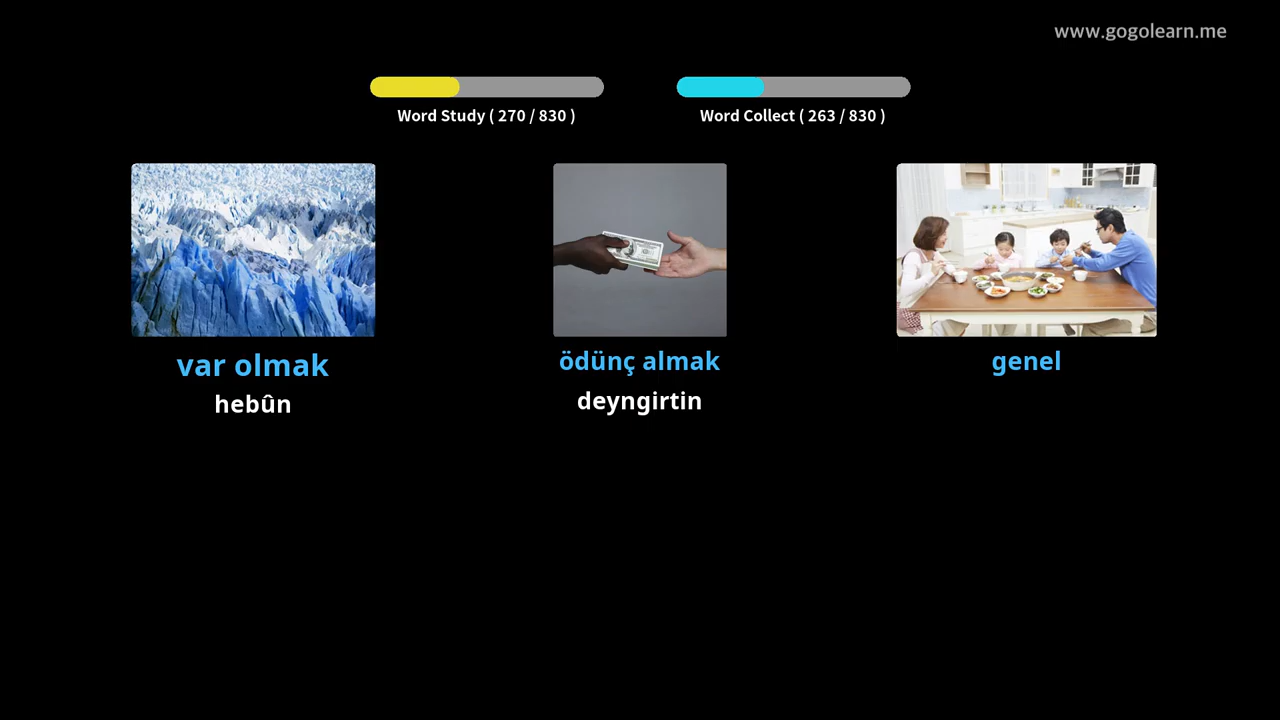 www.gogolearn.me
Word Study ( 270 / 830 )
Word Collect ( 263 / 830 )
var olmak
hebûn
ödünç almak
deyngirtin
genel